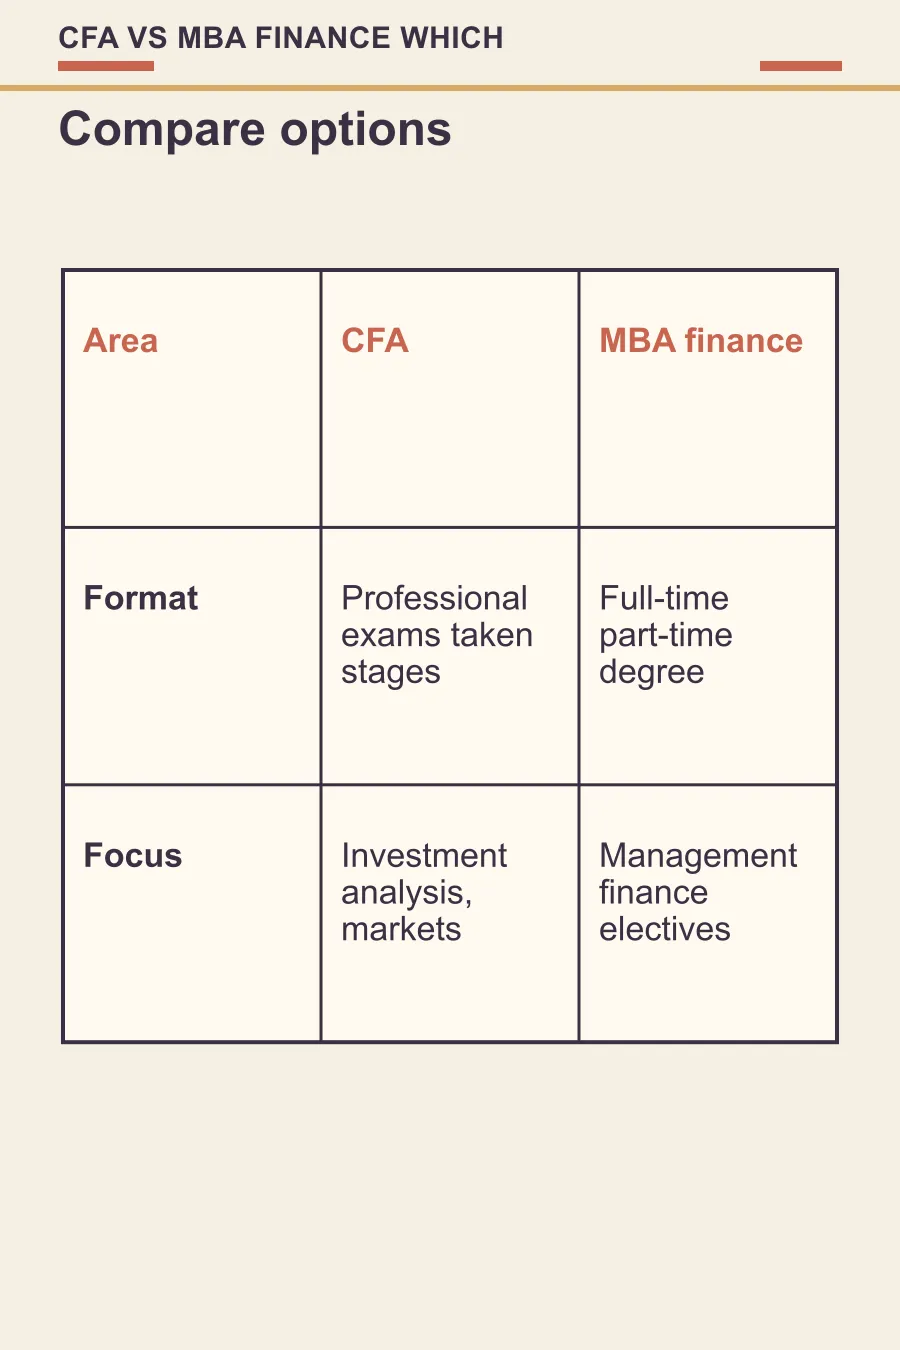 CFA VS MBA FINANCE WHICH
Compare options
Area
CFA
MBA finance
Format
Professional
exams taken
stages
Full-time
part-time
degree
Focus
Investment
analysis,
markets
Management
finance
electives